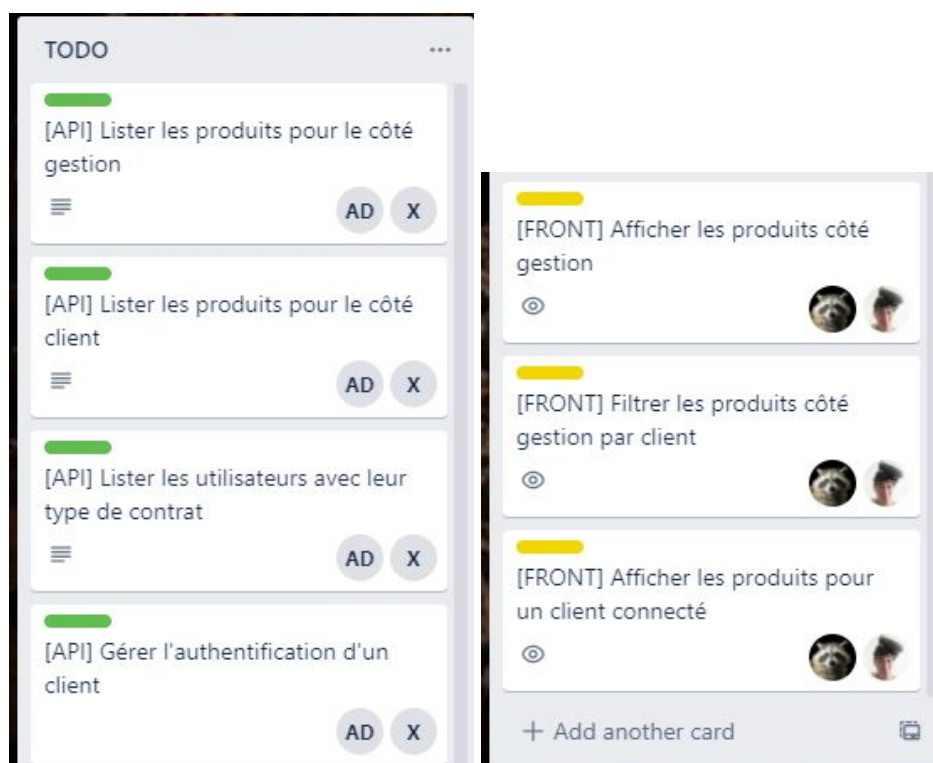 TODO
[API] Lister les produits pour le côté
gestion
AD X
[API] Lister les produits pour le côté
client
AD X
[API] Lister les utilisateurs avec leur
type de contrat
AD X
[API] Gérer l'authentification d'un
client
AD X
[FRONT] Afficher les produits côté
gestion
[FRONT] Filtrer les produits côté
gestion par client
[FRONT] Afficher les produits pour
un client connecté
+ Add another card